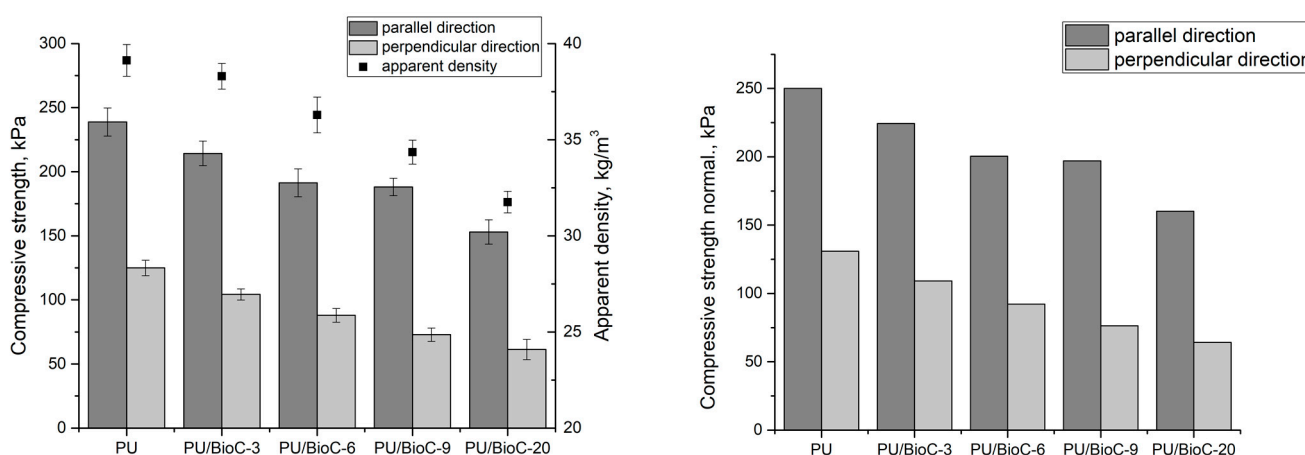 parallel direction
perpendicular direction
apparent density
300
250
200
150
100
50
0
Compressive strength, kPa
40
35
30
25
20
Apparent density, kg/m³
PU PU/BioC-3 PU/BioC-6 PU/BioC-9 PU/BioC-20
parallel direction
perpendicular direction
250
200
150
100
50
0
Compressive strength normal., kPa
PU PU/BioC-3 PU/BioC-6 PU/BioC-9 PU/BioC-20